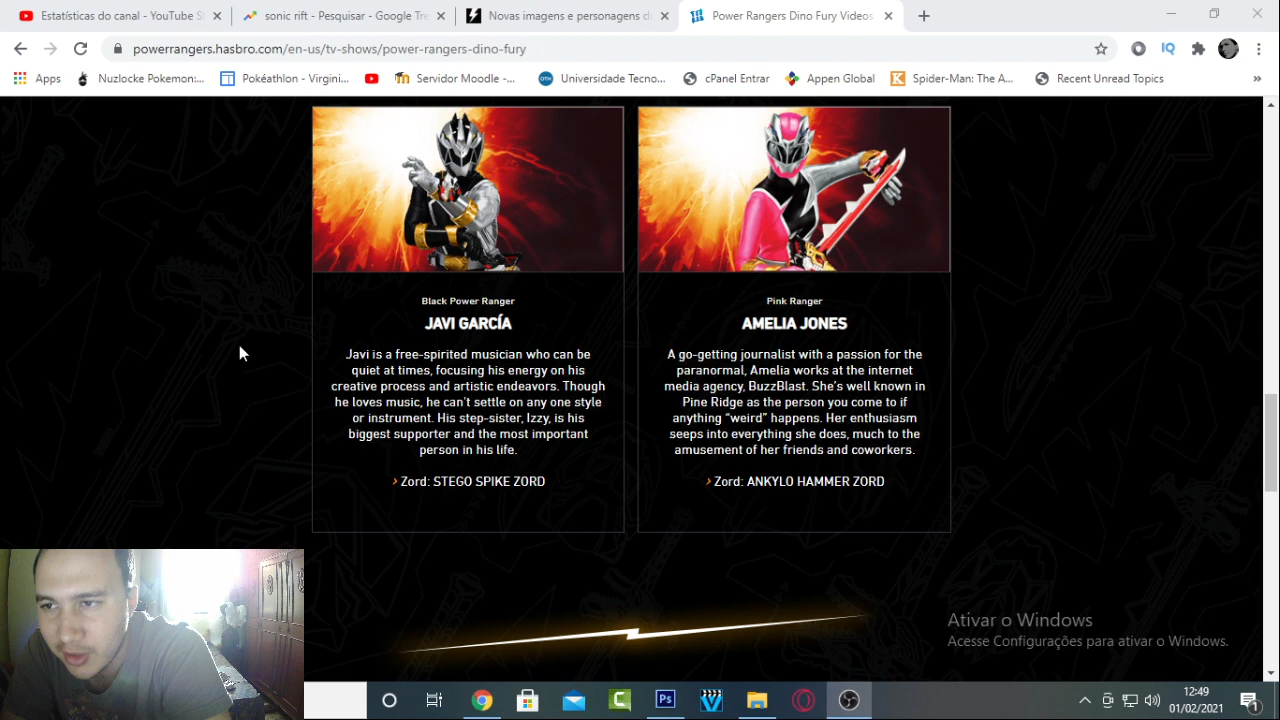 Estatísticas do canal - YouTube S
sonic rift - Pesquisar - Google Tre
Novas imagens e personagens d
Power Rangers Dino Fury Videos
powerrangers.hasbro.com/en-us/tv-shows/power-rangers-dino-fury
IQ
Apps
Nuzlocke Pokemon:...
Pokéathlon - Virgini...
Servidor Moodle -...
Universidade Tecno...
cPanel Entrar
Appen Global
Spider-Man: The A...
Recent Unread Topics
»
Black Power Ranger
JAVI GARCÍA
Javi is a free-spirited musician who can be
quiet at times, focusing his energy on his
creative process and artistic endeavors. Though
he loves music, he can't settle on any one style
or instrument. His step-sister, Izzy, is his
biggest supporter and the most important
person in his life.
› Zord: STEGO SPIKE ZORD
Pink Ranger
AMELIA JONES
A go-getting journalist with a passion for the
paranormal, Amelia works at the internet
media agency, BuzzBlast. She's well known in
Pine Ridge as the person you come to if
anything “weird” happens. Her enthusiasm
seeps into everything she does, much to the
amusement of her friends and coworkers.
› Zord: ANKYLO HAMMER ZORD
Ativar o Windows
Acesse Configurações para ativar o Windows.
Ps
12:49
01/02/2021
1